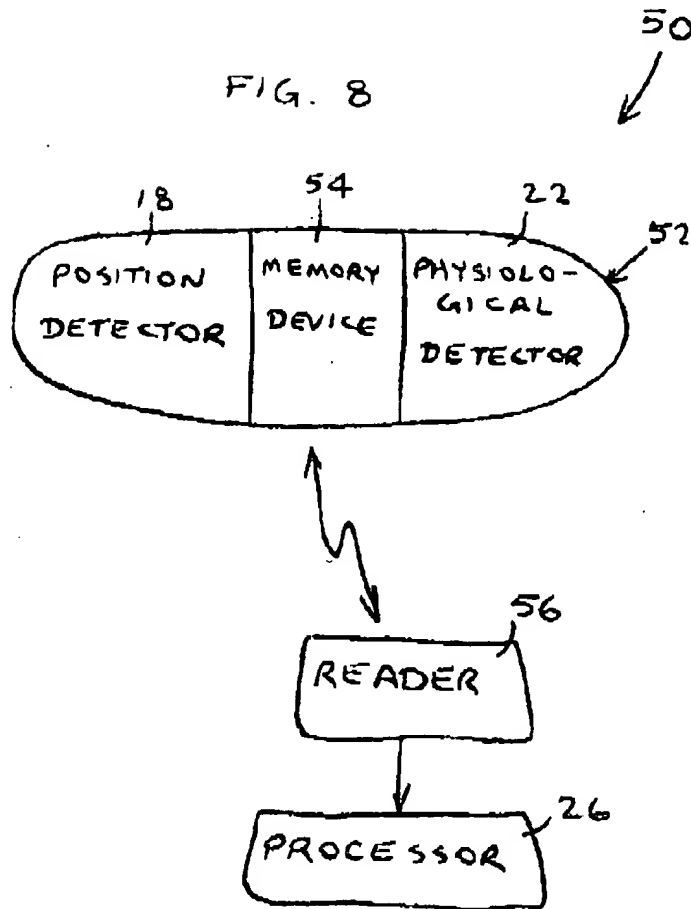 50
FIG. 8
18
54
22
52
POSITION
DETECTOR
MEMORY
DEVICE
PHYSIOLO-
GICAL
DETECTOR
56
READER
26
PROCESSOR